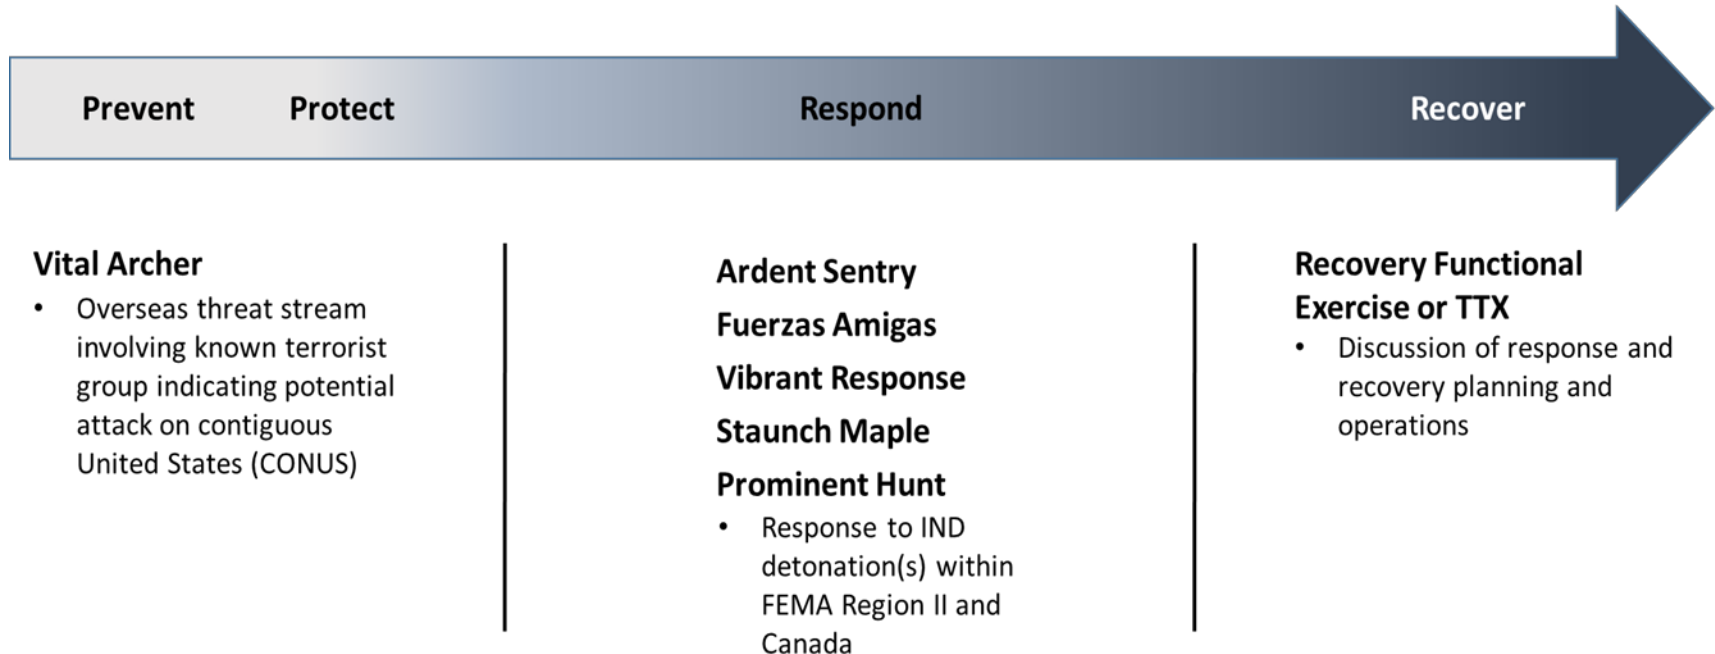 Prevent Protect Respond Recover
Vital Archer
• Overseas threat stream
involving known terrorist
group indicating potential
attack on contiguous
United States (CONUS)
Ardent Sentry
Fuerzas Amigas
Vibrant Response
Staunch Maple
Prominent Hunt
• Response to IND
detonation(s) within
FEMA Region II and
Canada
Recovery Functional
Exercise or TTX
• Discussion of response and
recovery planning and
operations